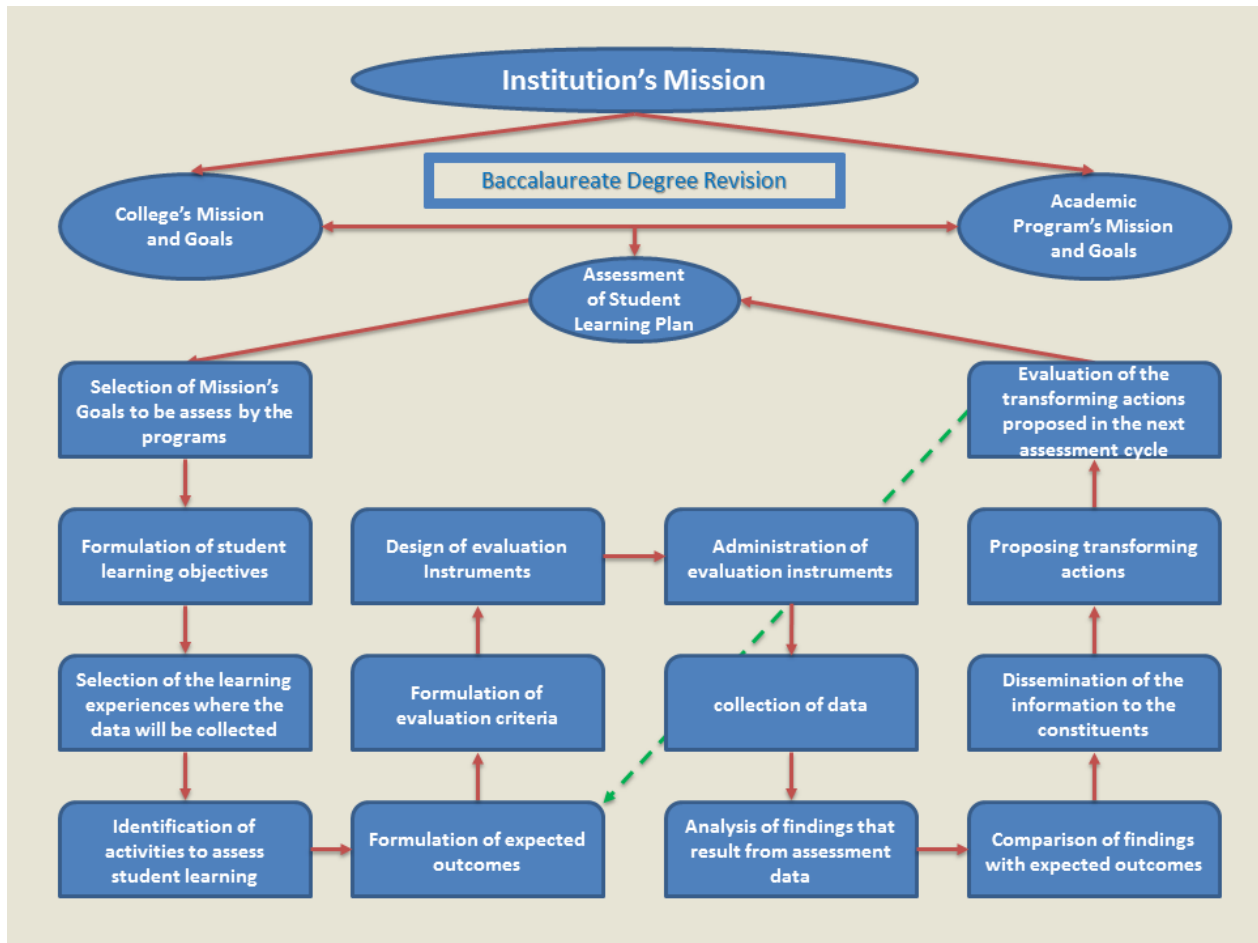 Institution’s Mission
Baccalaureate Degree Revision
College’s Mission
and Goals
Academic
Program’s Mission
and Goals
Assessment
of Student
Learning Plan
Selection of Mission’s
Goals to be assess by the
programs
Evaluation of the
transforming actions
proposed in the next
assessment cycle
Formulation of student
learning objectives
Design of evaluation
Instruments
Administration of
evaluation instruments
Proposing transforming
actions
Selection of the learning
experiences where the
data will be collected
Formulation of
evaluation criteria
collection of data
Dissemination of the
information to the
constituents
Identification of
activities to assess
student learning
Formulation of expected
outcomes
Analysis of findings that
result from assessment
data
Comparison of findings
with expected outcomes